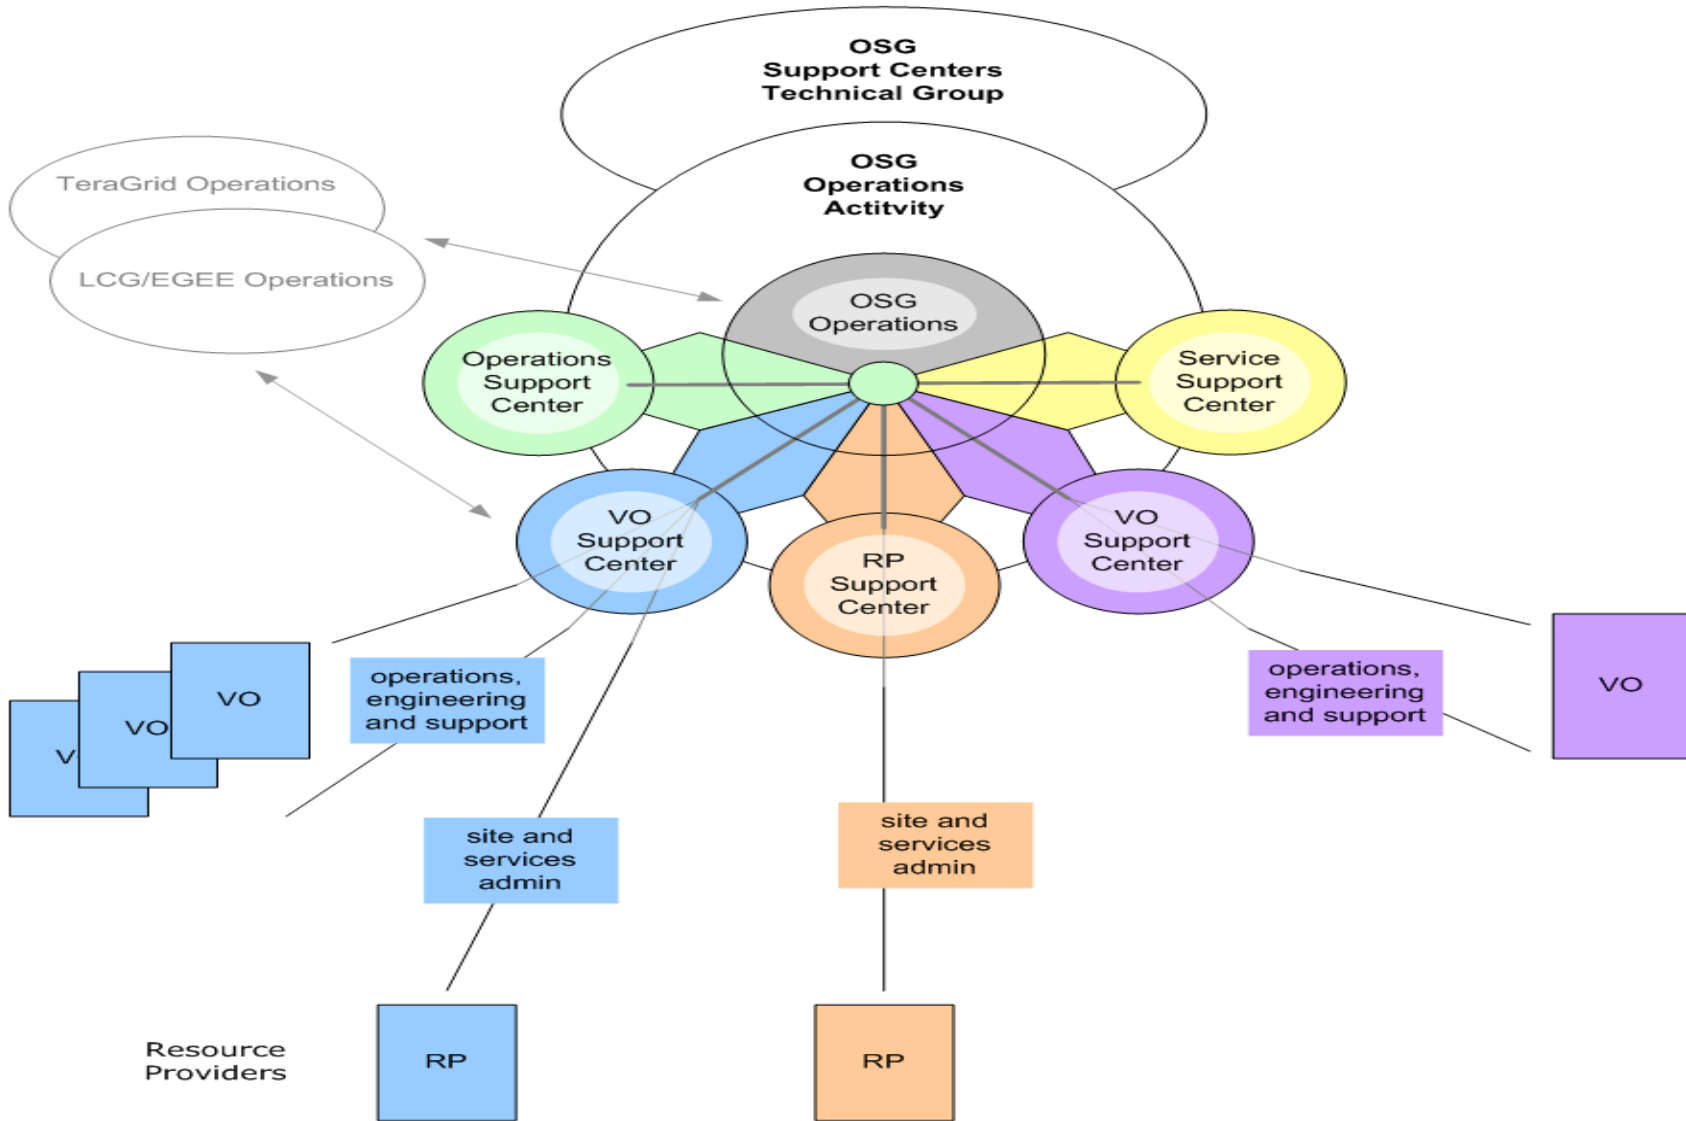 OSG
Support Centers
Technical Group
OSG
Operations
Actitvity
TeraGrid Operations
LCG/EGEE Operations
OSG
Operations
Operations
Support
Center
Service
Support
Center
VO
Support
Center
RP
Support
Center
VO
Support
Center
VO
VO
V
operations,
engineering
and support
operations,
engineering
and support
VO
site and
services
admin
site and
services
admin
Resource
Providers
RP
RP